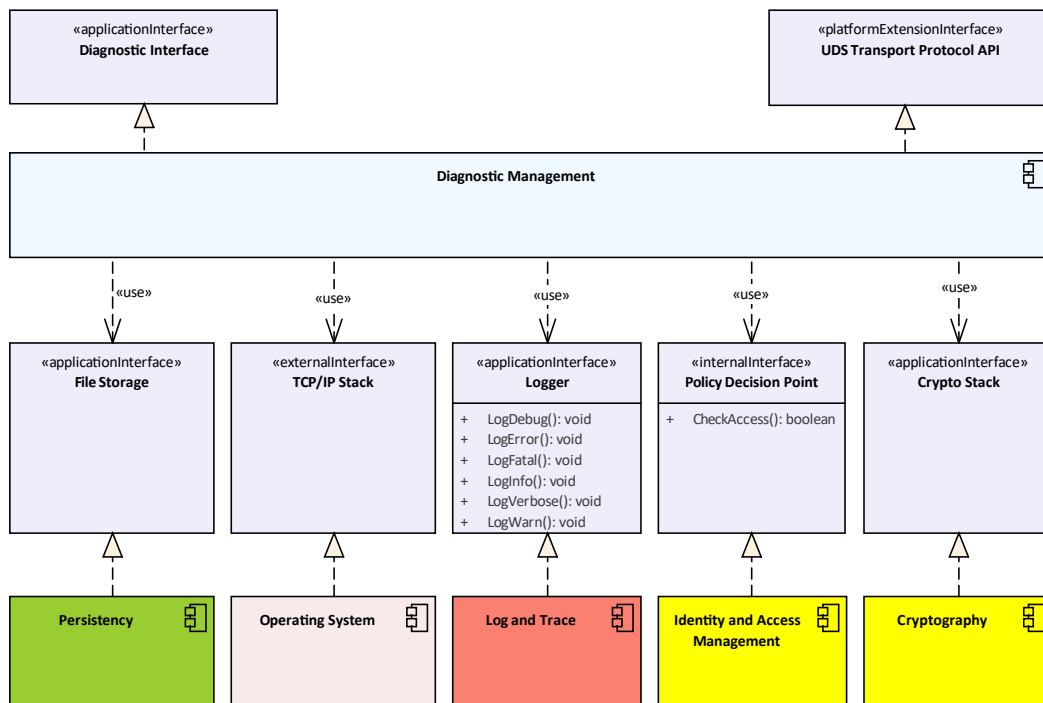 «applicationInterface»
Diagnostic Interface
«platformExtensionInterface»
UDS Transport Protocol API
Diagnostic Management
«use»
«use»
«use»
«use»
«use»
«applicationInterface»
File Storage
«externalInterface»
TCP/IP Stack
«applicationInterface»
Logger
+ LogDebug(): void
+ LogError(): void
+ LogFatal(): void
+ LogInfo(): void
+ LogVerbose(): void
+ LogWarn(): void
«internalInterface»
Policy Decision Point
+ CheckAccess(): boolean
«applicationInterface»
Crypto Stack
Persistency
Operating System
Log and Trace
Identity and Access
Management
Cryptography